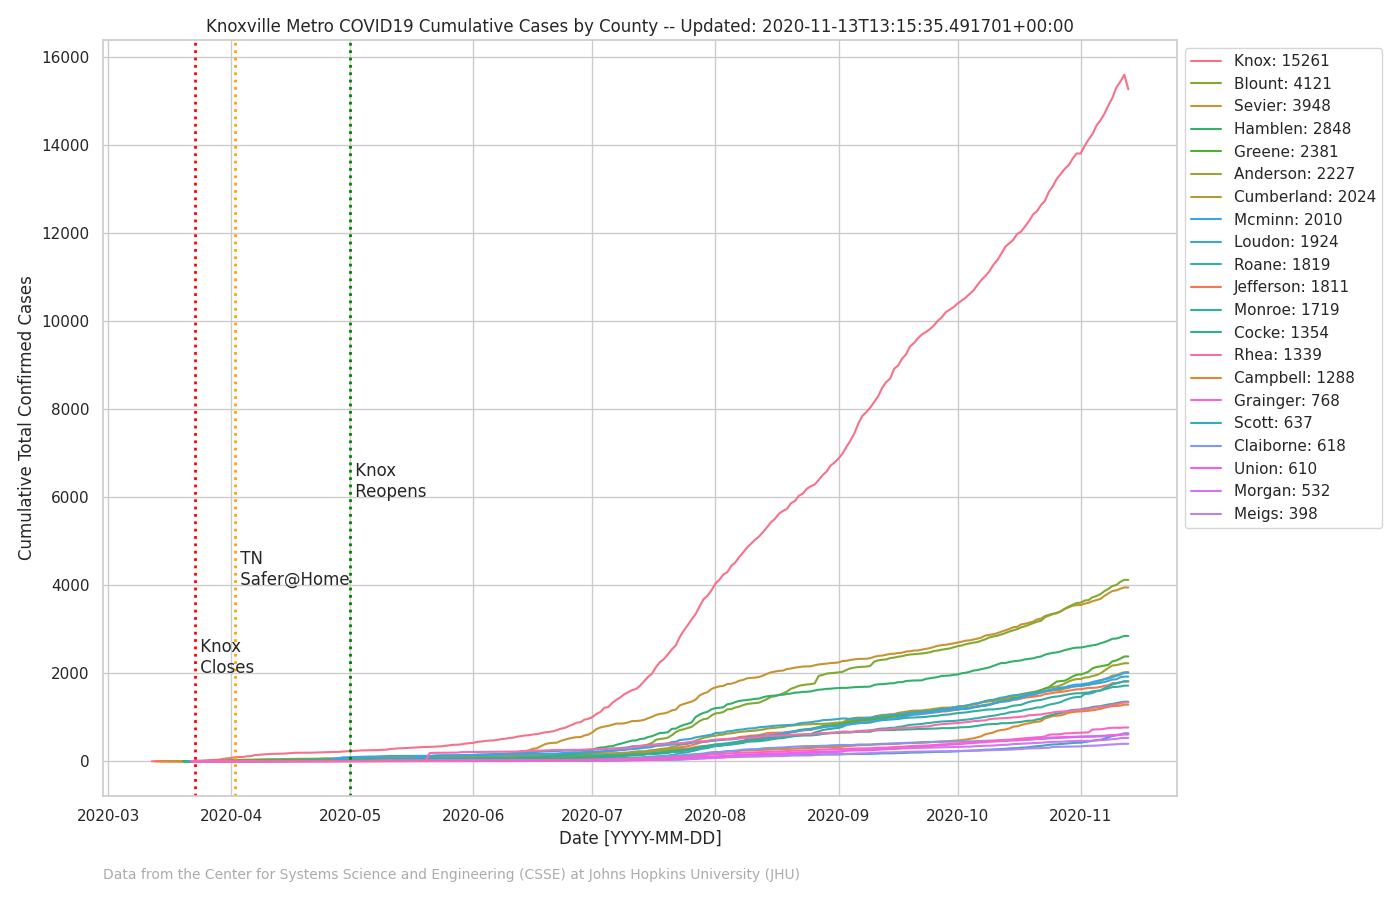 Knoxville Metro COVID19 Cumulative Cases by County -- Updated: 2020-11-13T13:15:35.491701+00:00
16000
14000
12000
10000
8000
6000
4000
2000
0
Cumulative Total Confirmed Cases
Knox
Reopens
TN
Safer@Home
Knox
Closes
2020-03
2020-04
2020-05
2020-06
2020-07
2020-08
2020-09
2020-10
2020-11
Date [YYYY-MM-DD]
Knox: 15261
Blount: 4121
Sevier: 3948
Hamblen: 2848
Greene: 2381
Anderson: 2227
Cumberland: 2024
Mcminn: 2010
Loudon: 1924
Roane: 1819
Jefferson: 1811
Monroe: 1719
Cocke: 1354
Rhea: 1339
Campbell: 1288
Grainger: 768
Scott: 637
Claiborne: 618
Union: 610
Morgan: 532
Meigs: 398
Data from the Center for Systems Science and Engineering (CSSE) at Johns Hopkins University (JHU)